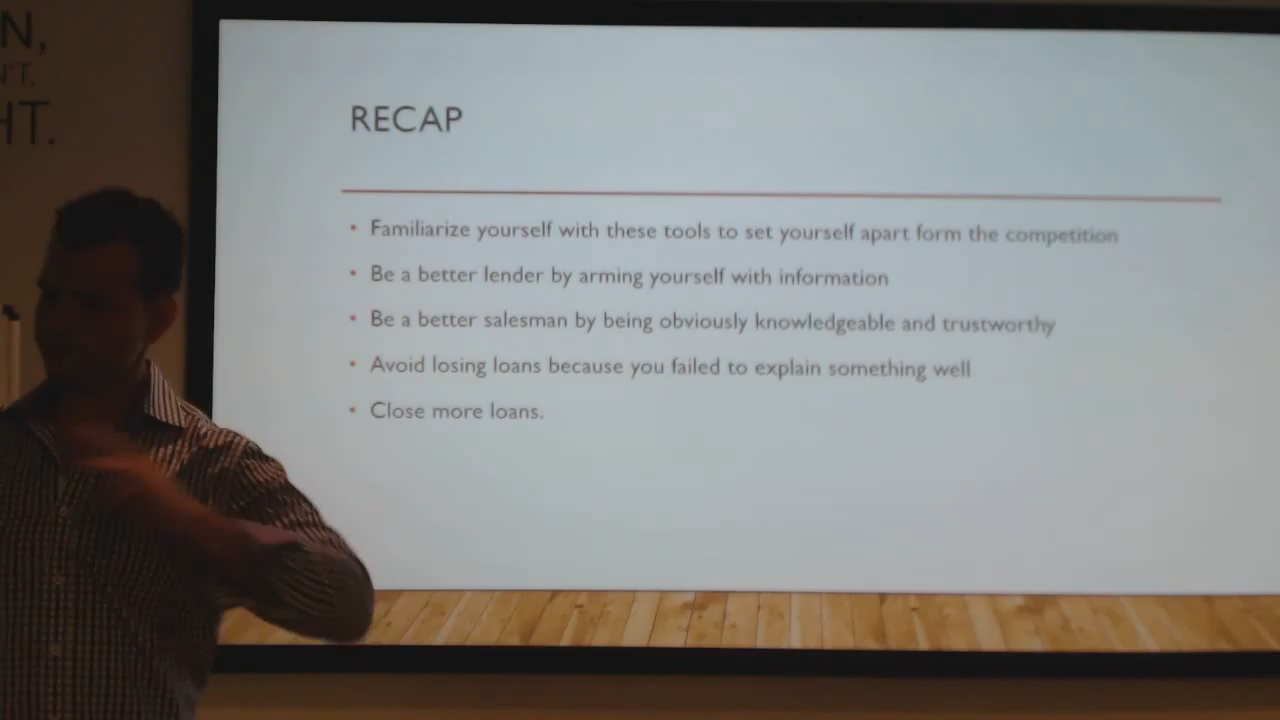 N,
N'T,
HT.
RECAP
• Familiarize yourself with these tools to set yourself apart form the competition
• Be a better lender by arming yourself with information
• Be a better salesman by being obviously knowledgeable and trustworthy
• Avoid losing loans because you failed to explain something well
• Close more loans.